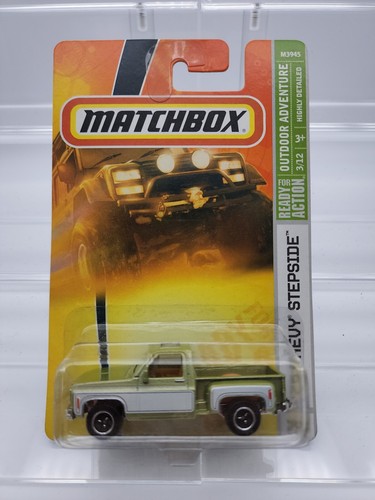 MATCHBOX®
M3945
OUTDOOR ADVENTURE
HIGHLY DETAILED
3/12
3+
READY FOR ACTION
STEPSIDE™